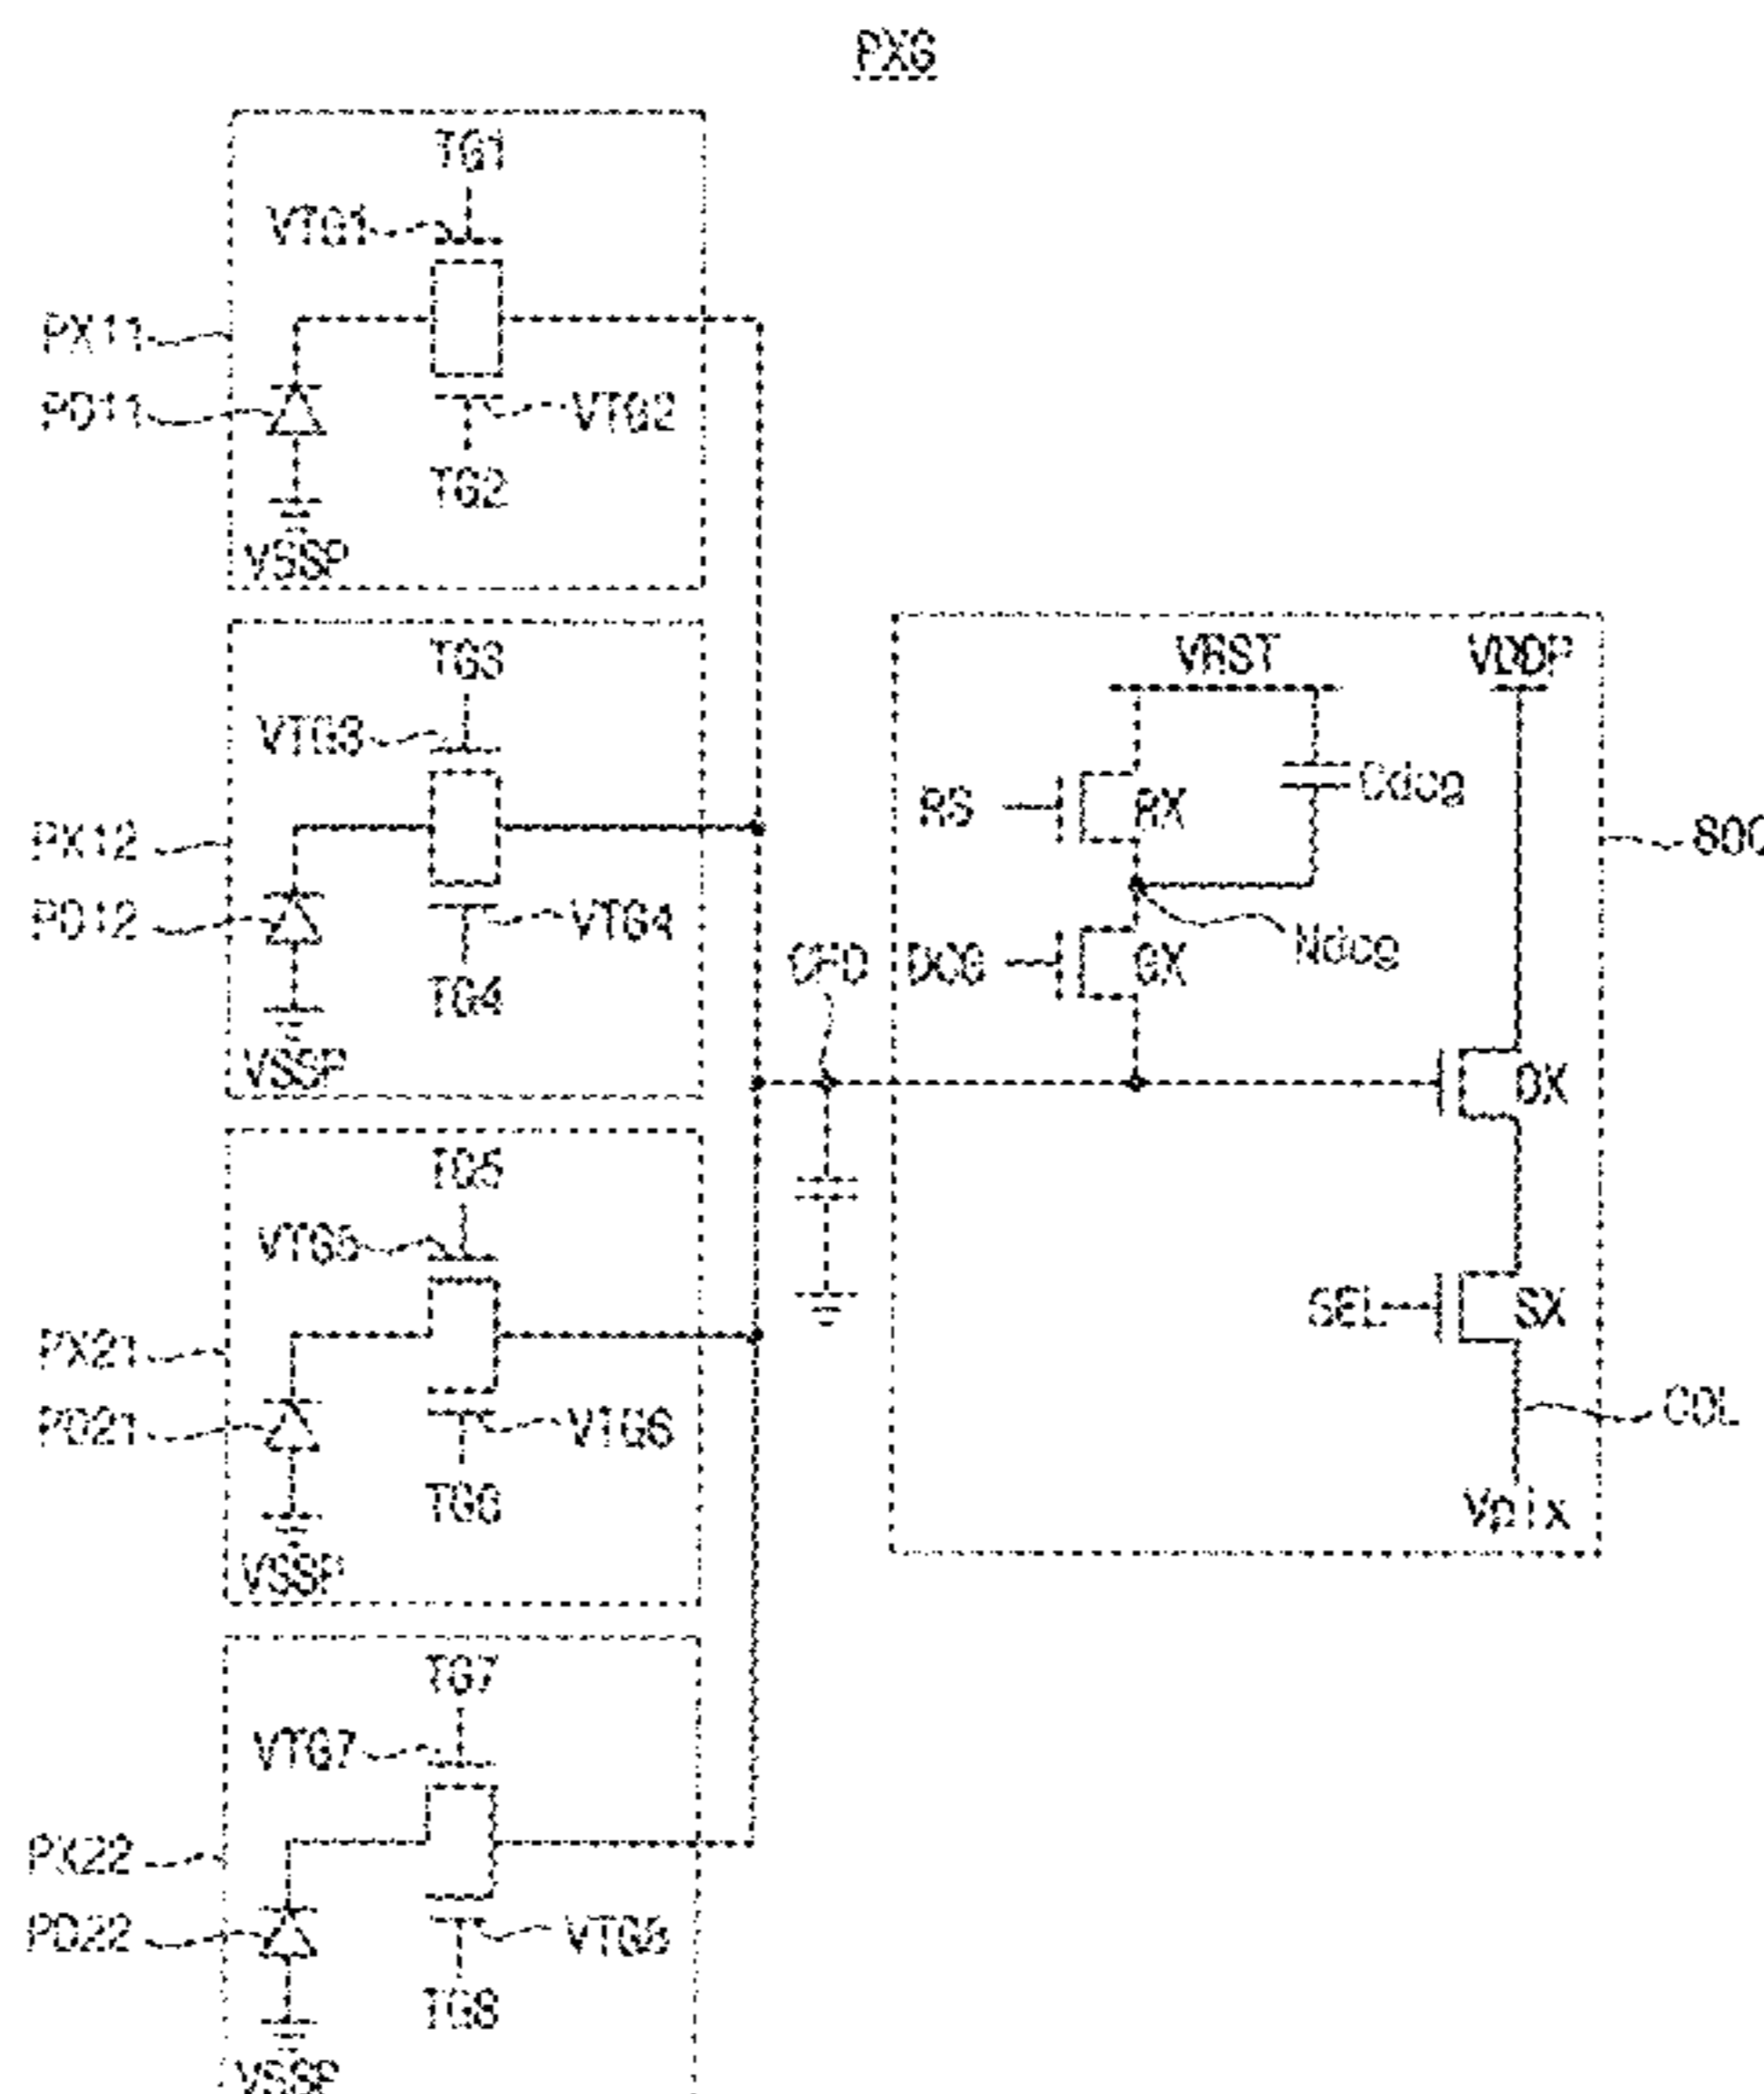 PXG
TG1
VTG1
PX11
PD11
VTG2
TG2
VSSP
TG3
VTG3
PX12
PD12
VTG4
TG4
VSSP
TG5
VTG5
PX21
PD21
VTG6
TG6
VSSP
TG7
VTG7
PX22
PD22
TG8
VSSP
CFD
VRST
VDDP
RS
RX
Cdcg
800
DCG
GX
Ndcg
DX
SEL
SX
COL
Vpix